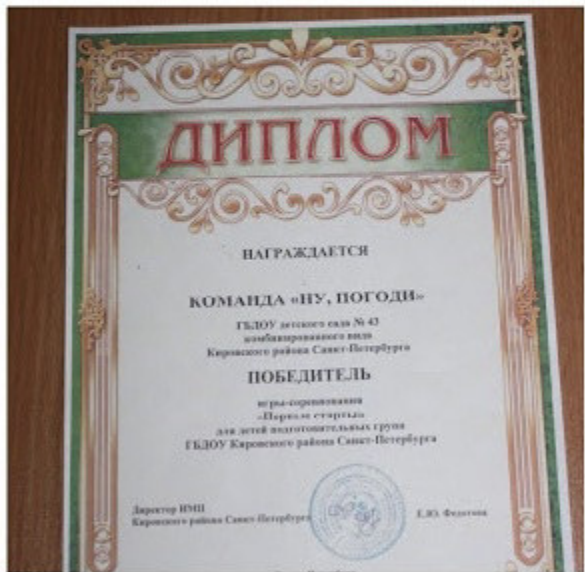 ДИПЛОМ
НАГРАЖДАЕТСЯ
КОМАНДА «НУ, ПОГОДИ»
ГБДОУ детского сада № 43
комбинированного вида
Кировского района Санкт-Петербурга
ПОБЕДИТЕЛЬ
игры-соревнования
«Первые старты»
для детей подготовительных групп
ГБДОУ Кировского района Санкт-Петербурга
Директор ИМЦ
Кировского района Санкт-Петербурга
Е.Ю. Федотова